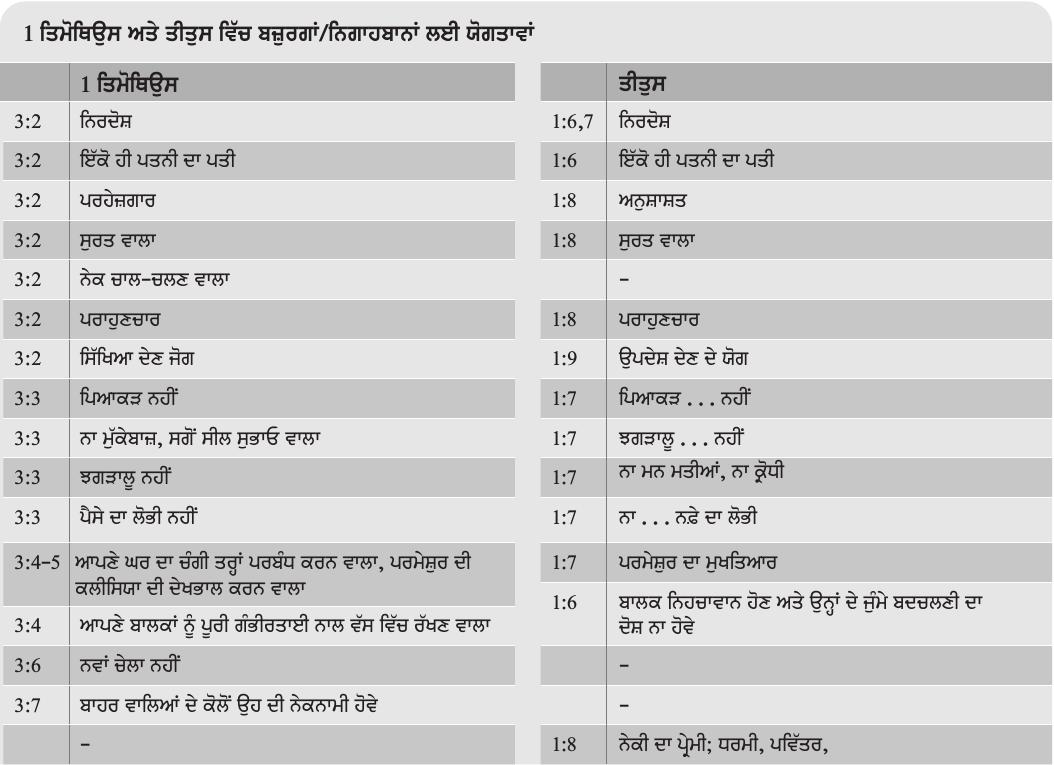 1 ਤਿਮੋਥਿਉਸ ਅਤੇ ਤੀਤੁਸ ਵਿੱਚ ਬਜ਼ੁਰਗਾਂ/ਨਿਗਾਹਬਾਨਾਂ ਲਈ ਯੋਗਤਾਵਾਂ
1 ਤਿਮੋਥਿਉਸ
3:2 ਨਿਰਦੋਸ਼
3:2 ਇੱਕੋ ਹੀ ਪਤਨੀ ਦਾ ਪਤੀ
3:2 ਪਰਹੇਜ਼ਗਾਰ
3:2 ਸੁਰਤ ਵਾਲਾ
3:2 ਨੇਕ ਚਾਲ-ਚਲਣ ਵਾਲਾ
3:2 ਪਰਾਹੁਣਚਾਰ
3:2 ਸਿੱਖਿਆ ਦੇਣ ਜੋਗ
3:3 ਪਿਆਕੜ ਨਹੀਂ
3:3 ਨਾ ਮੁੱਕੇਬਾਜ਼, ਸਗੋਂ ਸੀਲ ਸੁਭਾਓ ਵਾਲਾ
3:3 ਝਗੜਾਲੂ ਨਹੀਂ
3:3 ਪੈਸੇ ਦਾ ਲੋਭੀ ਨਹੀਂ
3:4-5 ਆਪਣੇ ਘਰ ਦਾ ਚੰਗੀ ਤਰ੍ਹਾਂ ਪਰਬੰਧ ਕਰਨ ਵਾਲਾ, ਪਰਮੇਸ਼ੁਰ ਦੀ
ਕਲੀਸਿਯਾ ਦੀ ਦੇਖਭਾਲ ਕਰਨ ਵਾਲਾ
3:4 ਆਪਣੇ ਬਾਲਕਾਂ ਨੂੰ ਪੂਰੀ ਗੰਭੀਰਤਾਈ ਨਾਲ ਵੱਸ ਵਿੱਚ ਰੱਖਣ ਵਾਲਾ
3:6 ਨਵਾਂ ਚੇਲਾ ਨਹੀਂ
3:7 ਬਾਹਰ ਵਾਲਿਆਂ ਦੇ ਕੋਲੋਂ ਉਹ ਦੀ ਨੇਕਨਾਮੀ ਹੋਵੇ
-
ਤੀਤੁਸ
1:6,7 ਨਿਰਦੋਸ਼
1:6 ਇੱਕੋ ਹੀ ਪਤਨੀ ਦਾ ਪਤੀ
1:8 ਅਨੁਸ਼ਾਸ਼ਤ
1:8 ਸੁਰਤ ਵਾਲਾ
-
1:8 ਪਰਾਹੁਣਚਾਰ
1:9 ਉਪਦੇਸ਼ ਦੇਣ ਦੇ ਯੋਗ
1:7 ਪਿਆਕੜ . . . ਨਹੀਂ
1:7 ਝਗੜਾਲੂ . . . ਨਹੀਂ
1:7 ਨਾ ਮਨ ਮਤੀਆਂ, ਨਾ ਕ੍ਰੋਧੀ
1:7 ਨਾ . . . ਨਫ਼ੇ ਦਾ ਲੋਭੀ
1:7 ਪਰਮੇਸ਼ੁਰ ਦਾ ਮੁਖਤਿਆਰ
1:6 ਬਾਲਕ ਨਿਹਚਾਵਾਨ ਹੋਣ ਅਤੇ ਉਨ੍ਹਾਂ ਦੇ ਜੁੰਮੇ ਬਦਚਲਣੀ ਦਾ
ਦੋਸ਼ ਨਾ ਹੋਵੇ
-
-
1:8 ਨੇਕੀ ਦਾ ਪ੍ਰੇਮੀ; ਧਰਮੀ, ਪਵਿੱਤਰ,